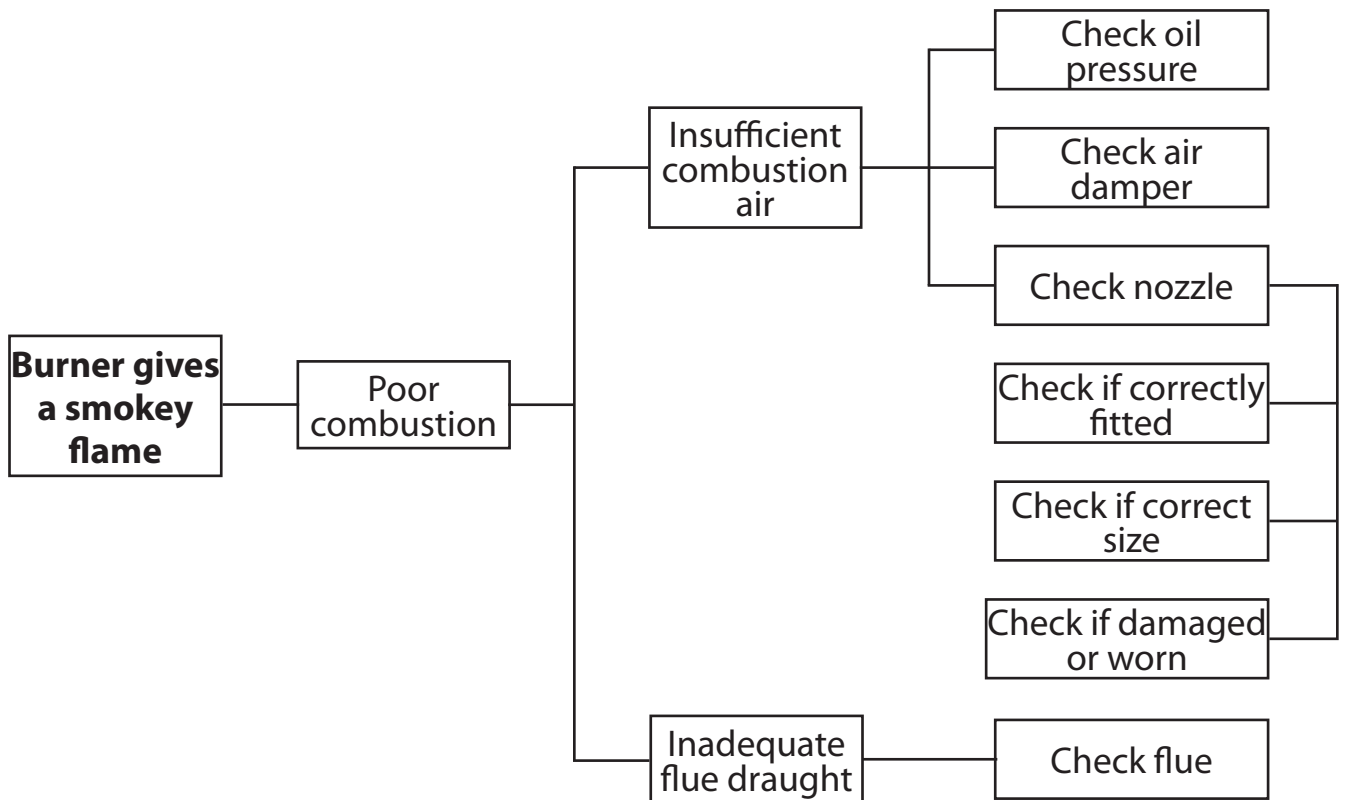 Burner gives
a smokey
flame
Poor
combustion
Insufficient
combustion
air
Check oil
pressure
Check air
damper
Check nozzle
Check if correctly
fitted
Check if correct
size
Check if damaged
or worn
Inadequate
flue draught
Check flue